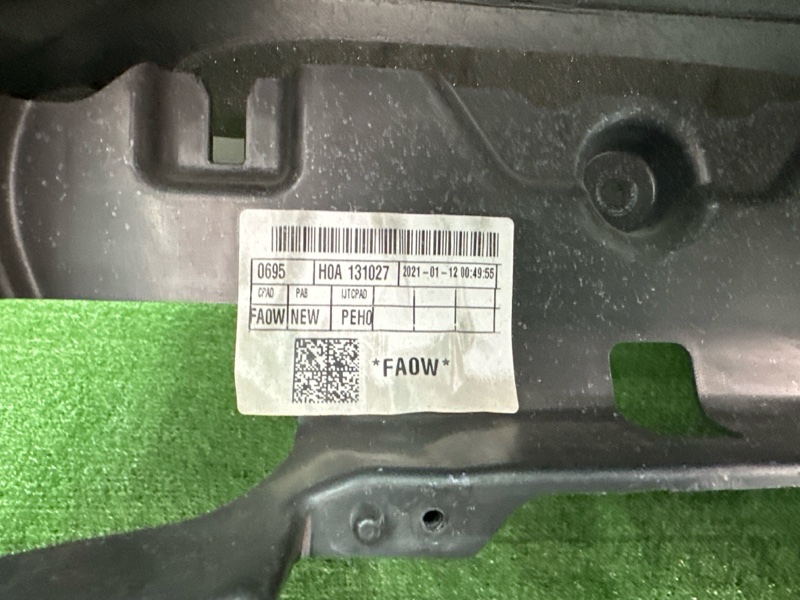 0695 H0A 131027 2021-01-12 00:49:55
CPAD PAB IJTCPAD
FA0W NEW PEH0
*FA0W*